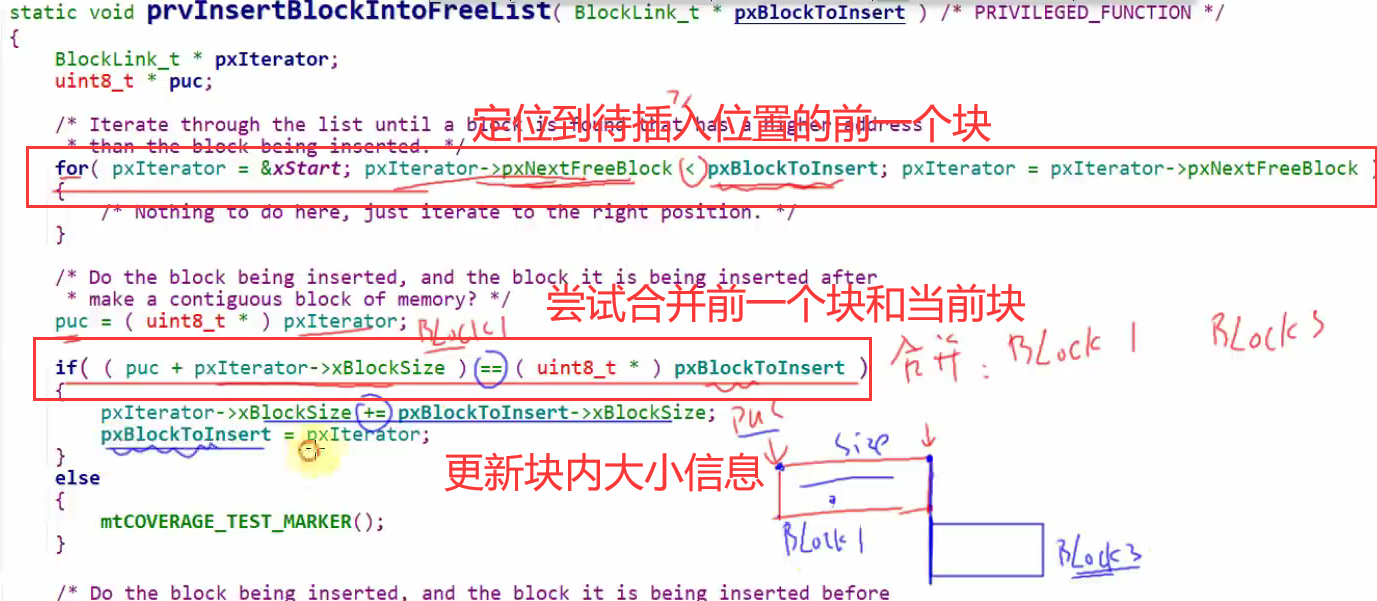 static void prvInsertBlockIntoFreeList( BlockLink_t * pxBlockToInsert ) /* PRIVILEGED_FUNCTION */
{
BlockLink_t * pxIterator;
uint8_t * puc;
定位到待插入位置的前一个块
/* Iterate through the list until a block is found that has a higher address
* than the block being inserted. */
for( pxIterator = &xStart; pxIterator->pxNextFreeBlock < pxBlockToInsert; pxIterator = pxIterator->pxNextFreeBlock )
{
/* Nothing to do here, just iterate to the right position. */
}
/* Do the block being inserted, and the block it is being inserted after
* make a contiguous block of memory? */
尝试合并前一个块和当前块
puc = ( uint8_t * ) pxIterator;
BLock1
if( ( puc + pxIterator->xBlockSize ) == ( uint8_t * ) pxBlockToInsert )
合并: BLock 1 BLock3
{
pxIterator->xBlockSize += pxBlockToInsert->xBlockSize;
puc
pxBlockToInsert = pxIterator;
size
}
更新块内大小信息
else
{
mtCOVERAGE_TEST_MARKER();
BLock1
}
BLock3
/* Do the block being inserted, and the block it is being inserted before